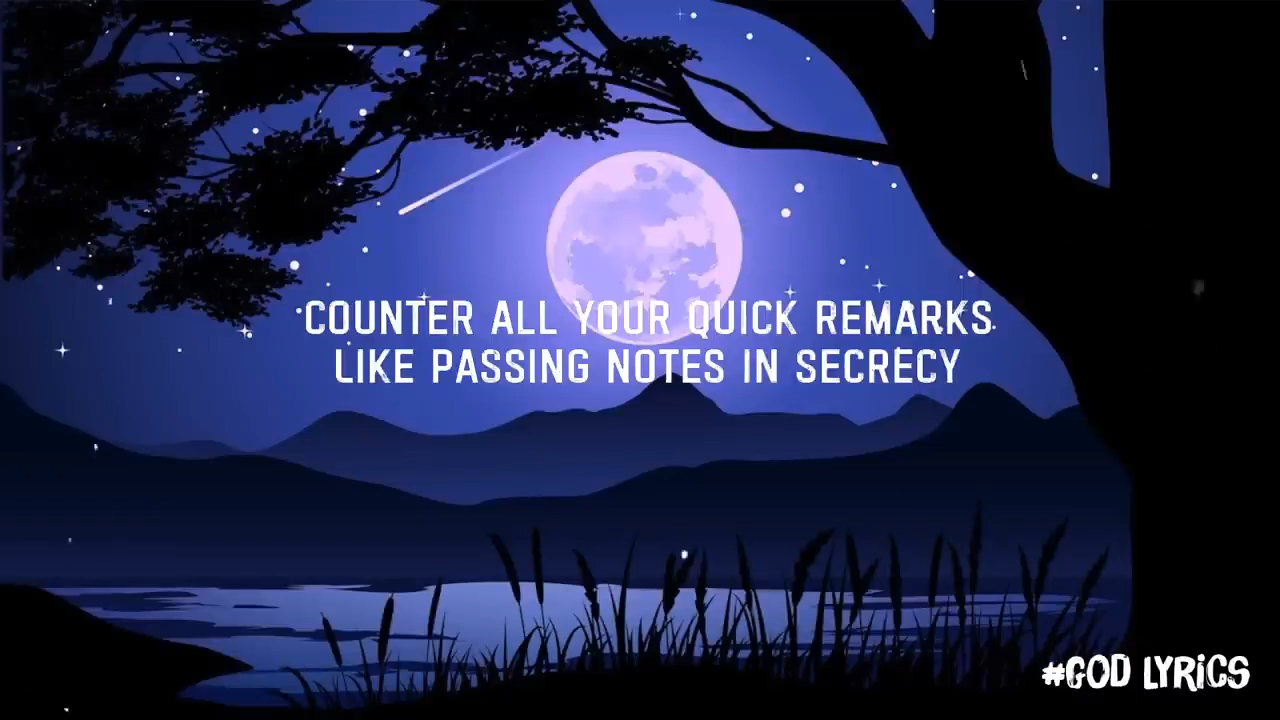 COUNTER ALL YOUR QUICK REMARKS
LIKE PASSING NOTES IN SECRECY
#GOD LYRiCS